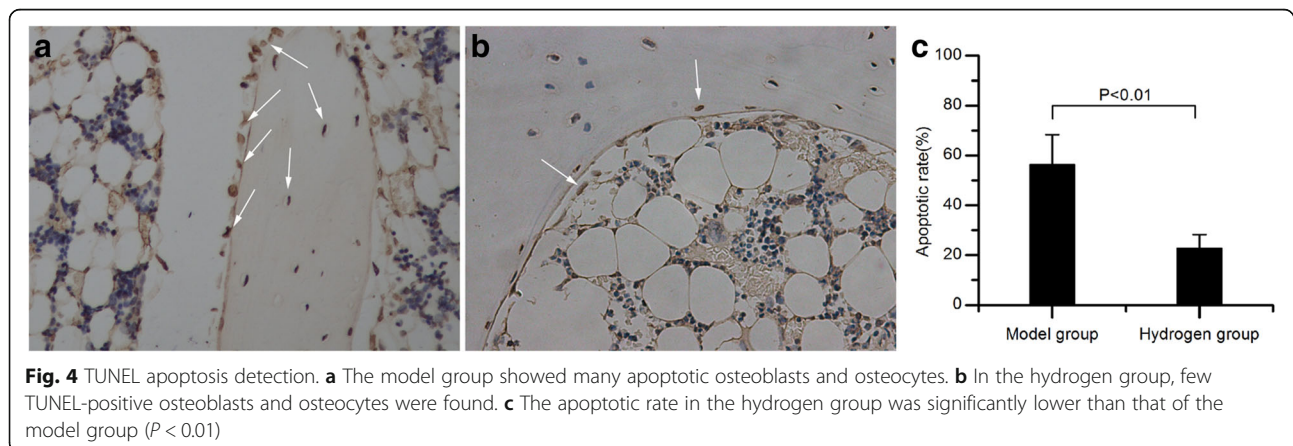 a
b
c
100
80
60
40
20
0
Apoptotic rate(%)
P<0.01
Model group Hydrogen group
Fig. 4 TUNEL apoptosis detection. a The model group showed many apoptotic osteoblasts and osteocytes. b In the hydrogen group, few
TUNEL-positive osteoblasts and osteocytes were found. c The apoptotic rate in the hydrogen group was significantly lower than that of the
model group (P < 0.01)